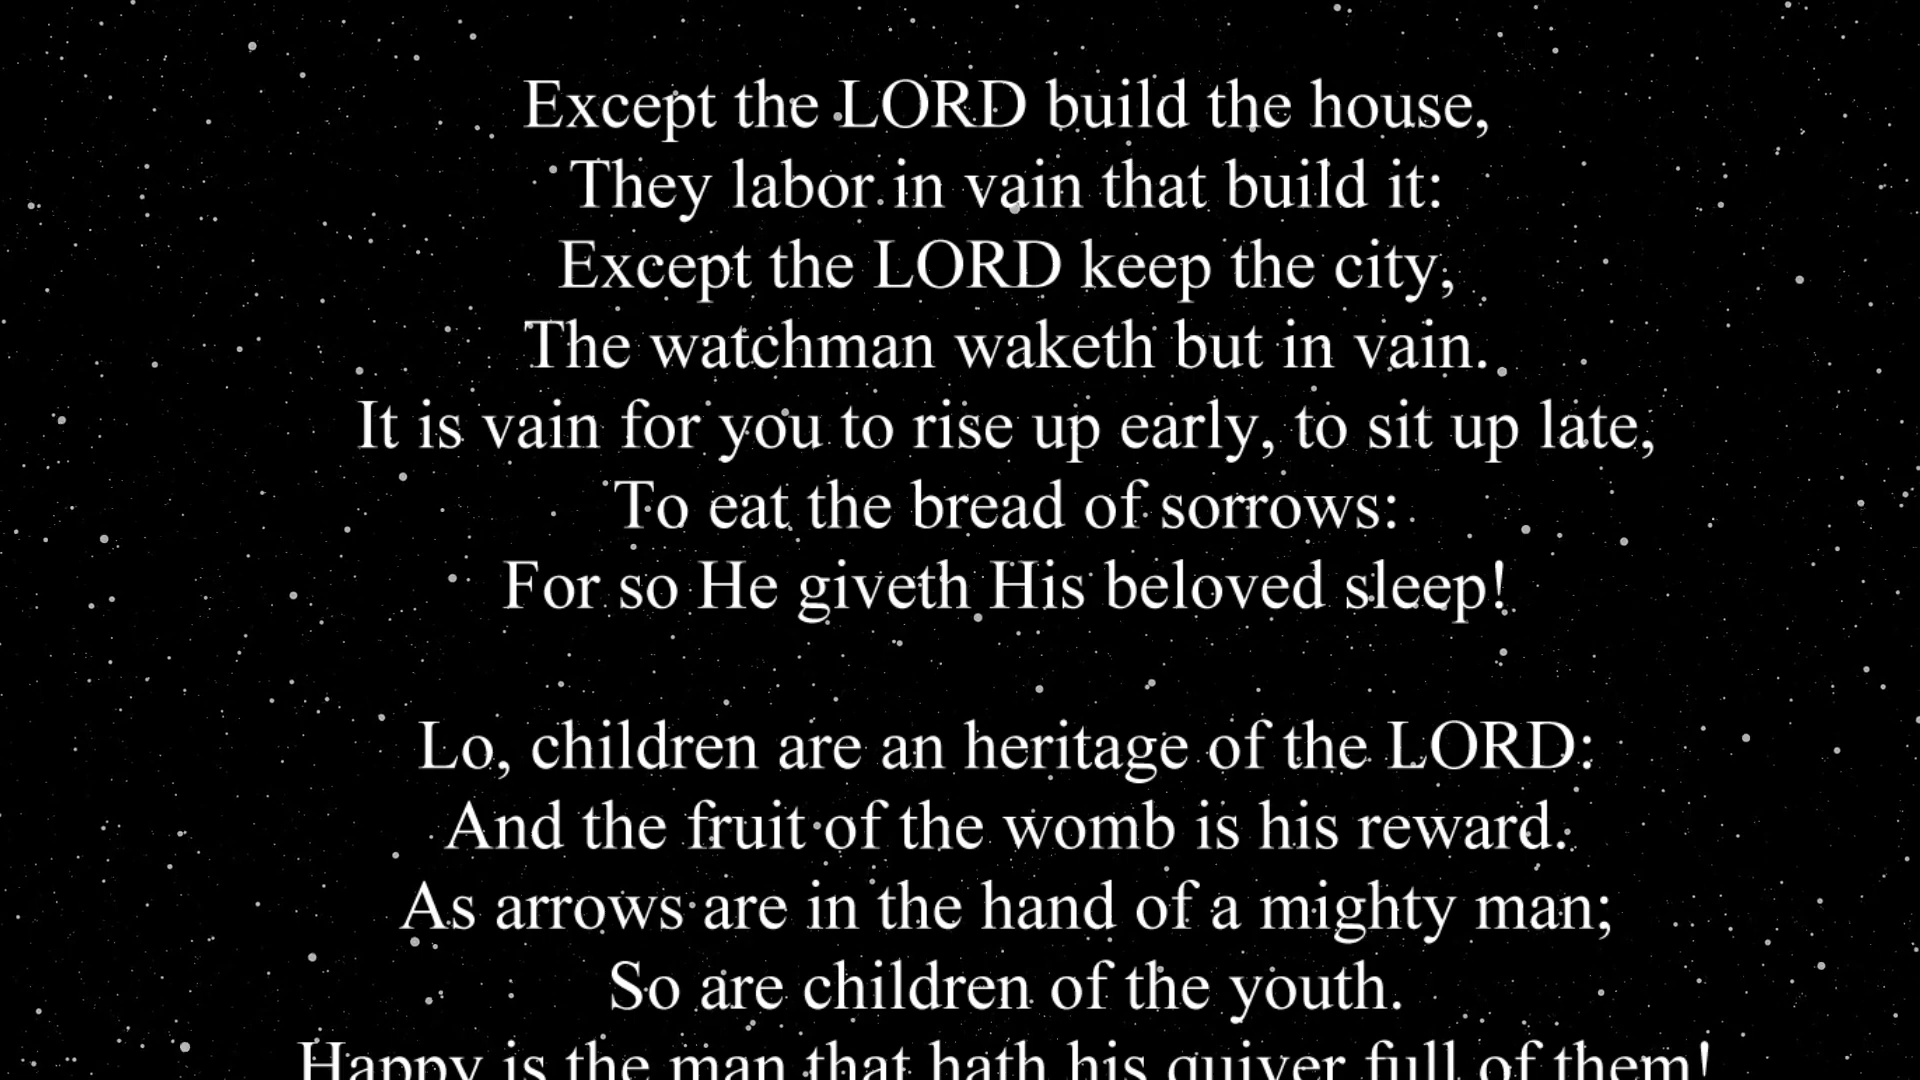 Except the LORD build the house,
They labor in vain that build it:
Except the LORD keep the city,
The watchman waketh but in vain.
It is vain for you to rise up early, to sit up late,
To eat the bread of sorrows:
For so He giveth His beloved sleep!
Lo, children are an heritage of the LORD:
And the fruit of the womb is his reward.
As arrows are in the hand of a mighty man;
So are children of the youth.
Happy is the man that hath his quiver full of them!